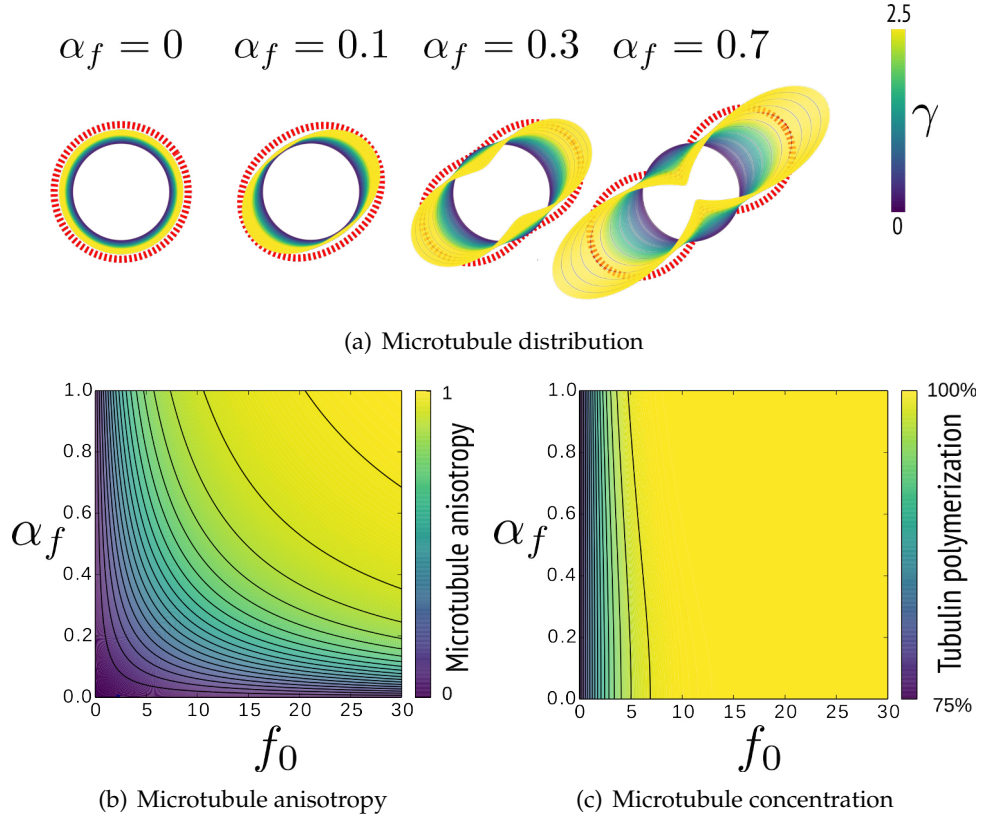 α_f = 0 α_f = 0.1 α_f = 0.3 α_f = 0.7
2.5
γ
0
(a) Microtubule distribution
1.0
0.8
0.6
0.4
0.2
0.0
α_f
0 5 10 15 20 25 30
f_0
1
Microtubule anisotropy
0
(b) Microtubule anisotropy
1.0
0.8
0.6
0.4
0.2
0.0
α_f
0 5 10 15 20 25 30
f_0
100%
Tubulin polymerization
75%
(c) Microtubule concentration